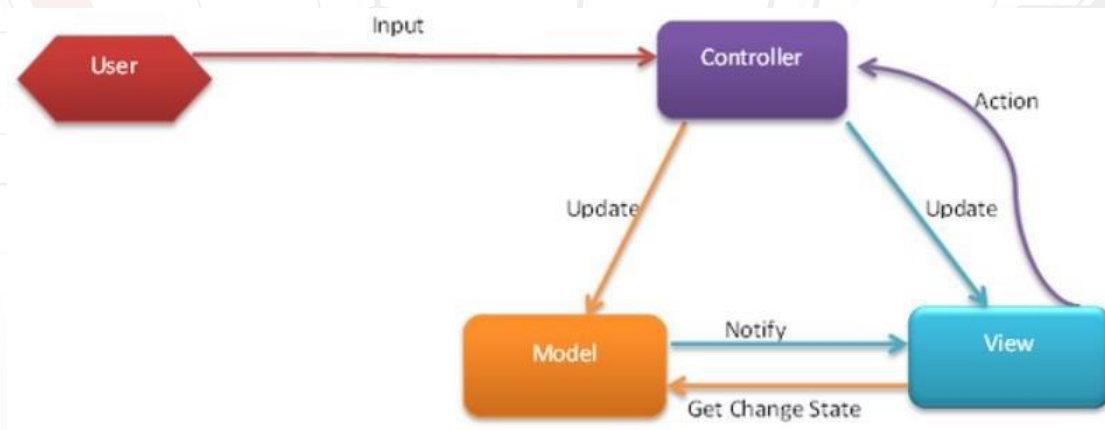 Input
User
Controller
Action
Update
Update
Notify
Model
View
Get Change State